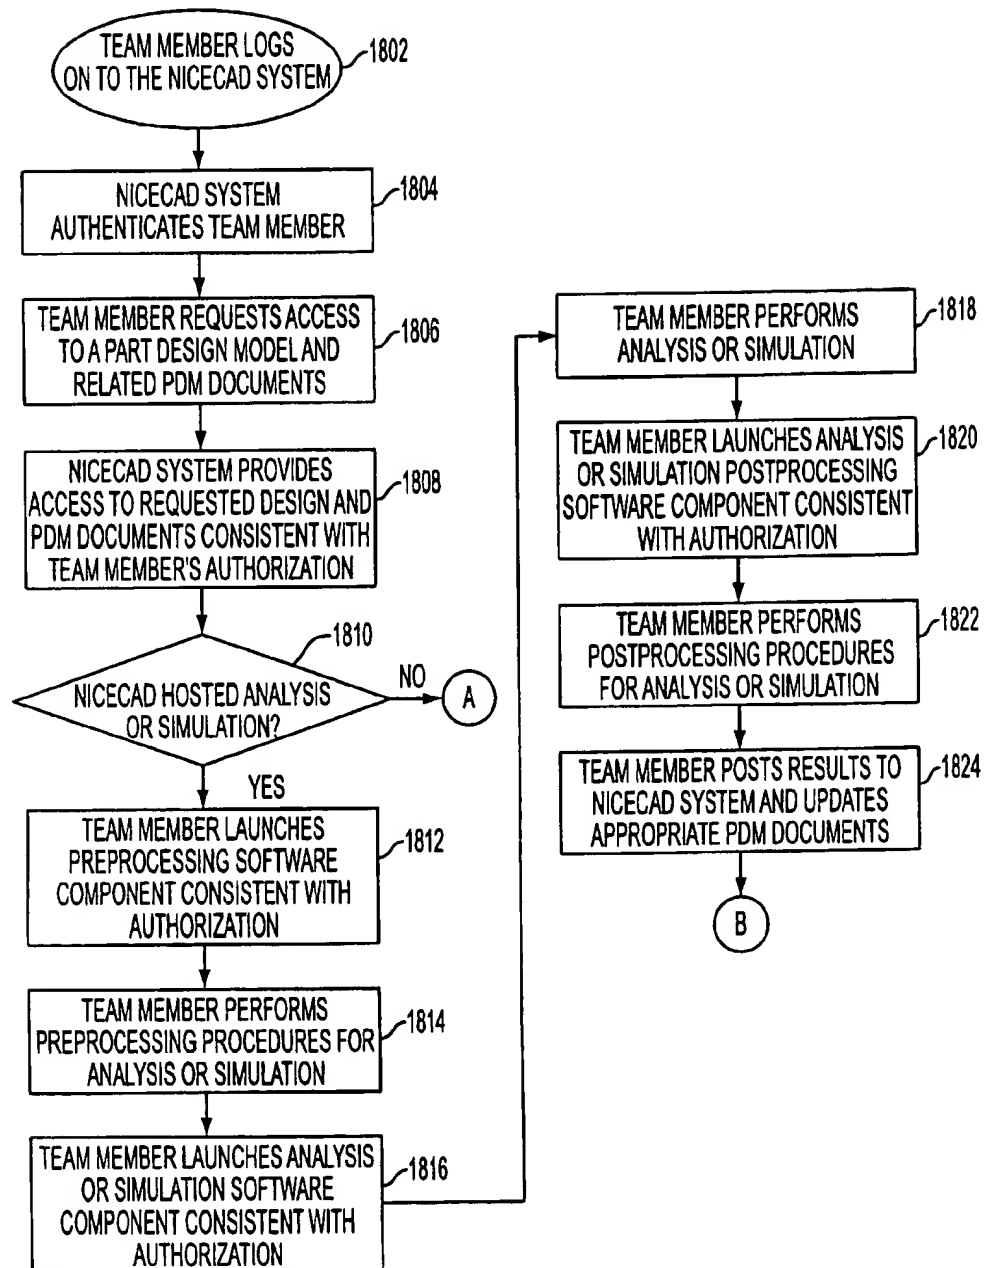 TEAM MEMBER LOGS
ON TO THE NICECAD SYSTEM
1802
NICECAD SYSTEM
AUTHENTICATES TEAM MEMBER
1804
TEAM MEMBER REQUESTS ACCESS
TO A PART DESIGN MODEL AND
RELATED PDM DOCUMENTS
1806
NICECAD SYSTEM PROVIDES
ACCESS TO REQUESTED DESIGN AND
PDM DOCUMENTS CONSISTENT WITH
TEAM MEMBER'S AUTHORIZATION
1808
1810
NICECAD HOSTED ANALYSIS
OR SIMULATION?
NO
A
YES
TEAM MEMBER LAUNCHES
PREPROCESSING SOFTWARE
COMPONENT CONSISTENT WITH
AUTHORIZATION
1812
TEAM MEMBER PERFORMS
PREPROCESSING PROCEDURES FOR
ANALYSIS OR SIMULATION
1814
TEAM MEMBER LAUNCHES ANALYSIS
OR SIMULATION SOFTWARE
COMPONENT CONSISTENT WITH
AUTHORIZATION
1816
TEAM MEMBER PERFORMS
ANALYSIS OR SIMULATION
1818
TEAM MEMBER LAUNCHES ANALYSIS
OR SIMULATION POSTPROCESSING
SOFTWARE COMPONENT CONSISTENT
WITH AUTHORIZATION
1820
TEAM MEMBER PERFORMS
POSTPROCESSING PROCEDURES
FOR ANALYSIS OR SIMULATION
1822
TEAM MEMBER POSTS RESULTS TO
NICECAD SYSTEM AND UPDATES
APPROPRIATE PDM DOCUMENTS
1824
B